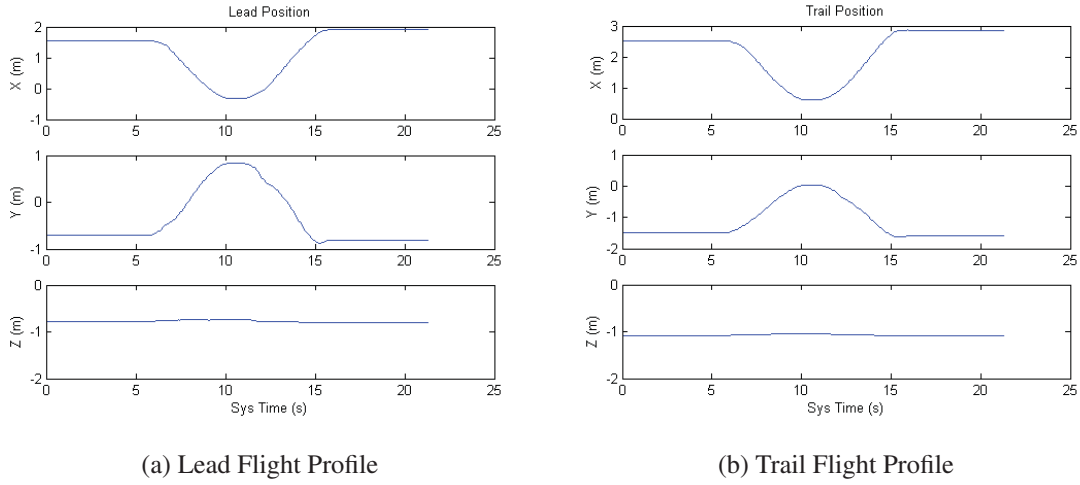 Lead Position
2
1
0
-1
X (m)
0 5 10 15 20 25
1
0
-1
Y (m)
0 5 10 15 20 25
0
-1
-2
Z (m)
0 5 10 15 20 25
Sys Time (s)
(a) Lead Flight Profile
Trail Position
3
2
1
0
X (m)
0 5 10 15 20 25
1
0
-1
-2
Y (m)
0 5 10 15 20 25
0
-1
-2
Z (m)
0 5 10 15 20 25
Sys Time (s)
(b) Trail Flight Profile